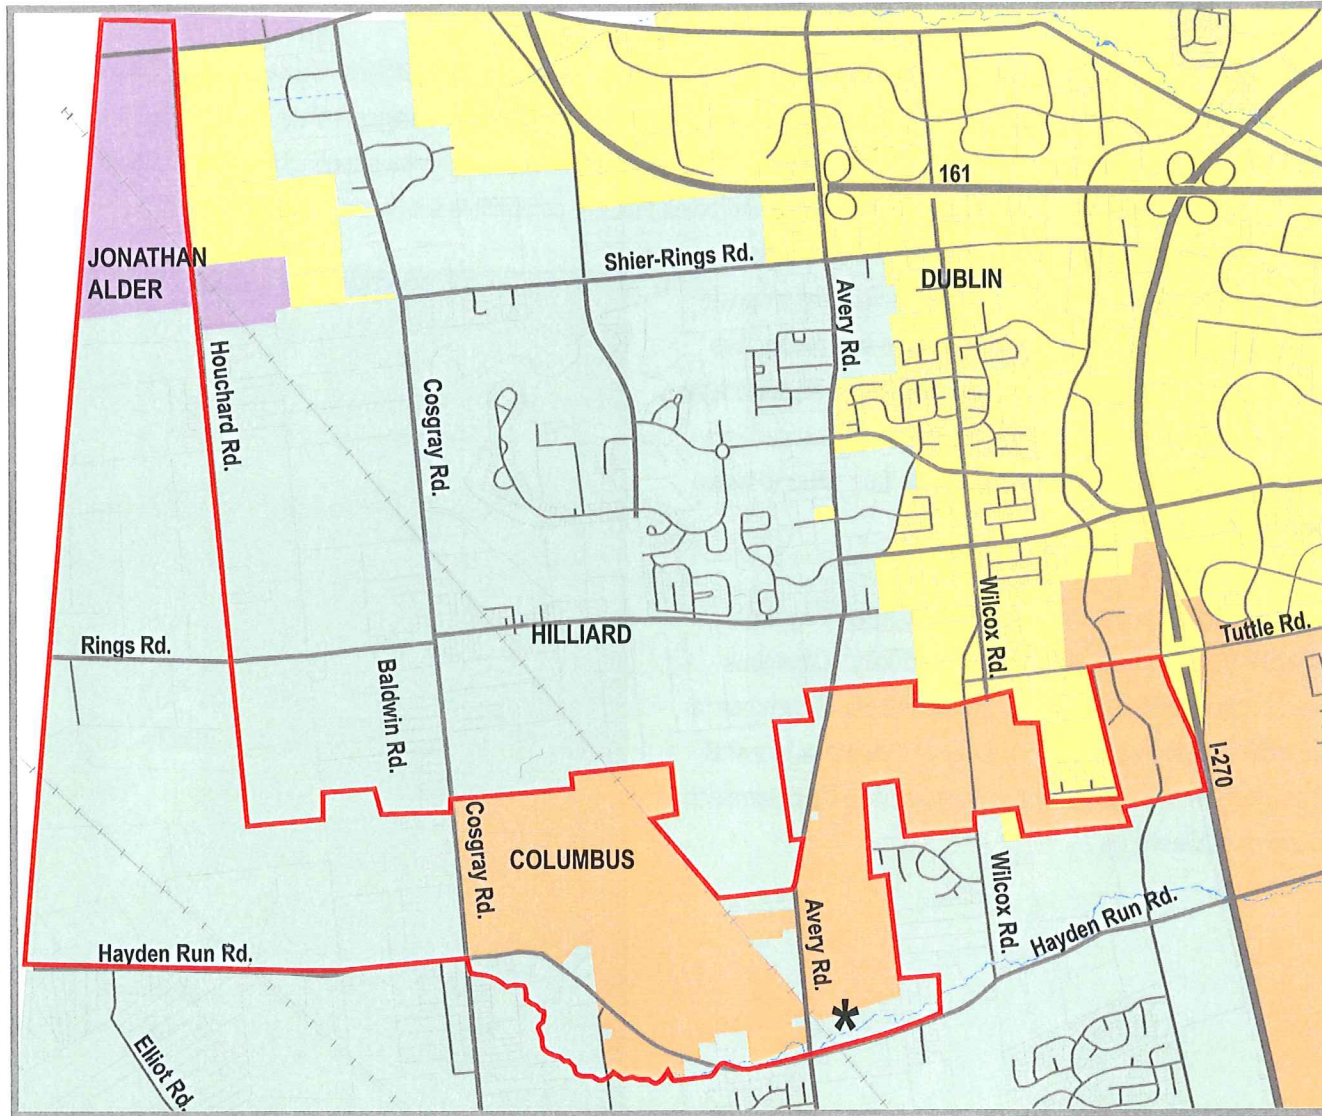 161
Shier-Rings Rd.
JONATHAN
ALDER
DUBLIN
Avery Rd.
Houchard Rd.
Cosgray Rd.
Wilcox Rd.
Tuttle Rd.
HILLIARD
Rings Rd.
Baldwin Rd.
I-270
Cosgray Rd.
COLUMBUS
Wilcox Rd.
Avery Rd.
Hayden Run Rd.
Hayden Run Rd.
*
Elliot Rd.